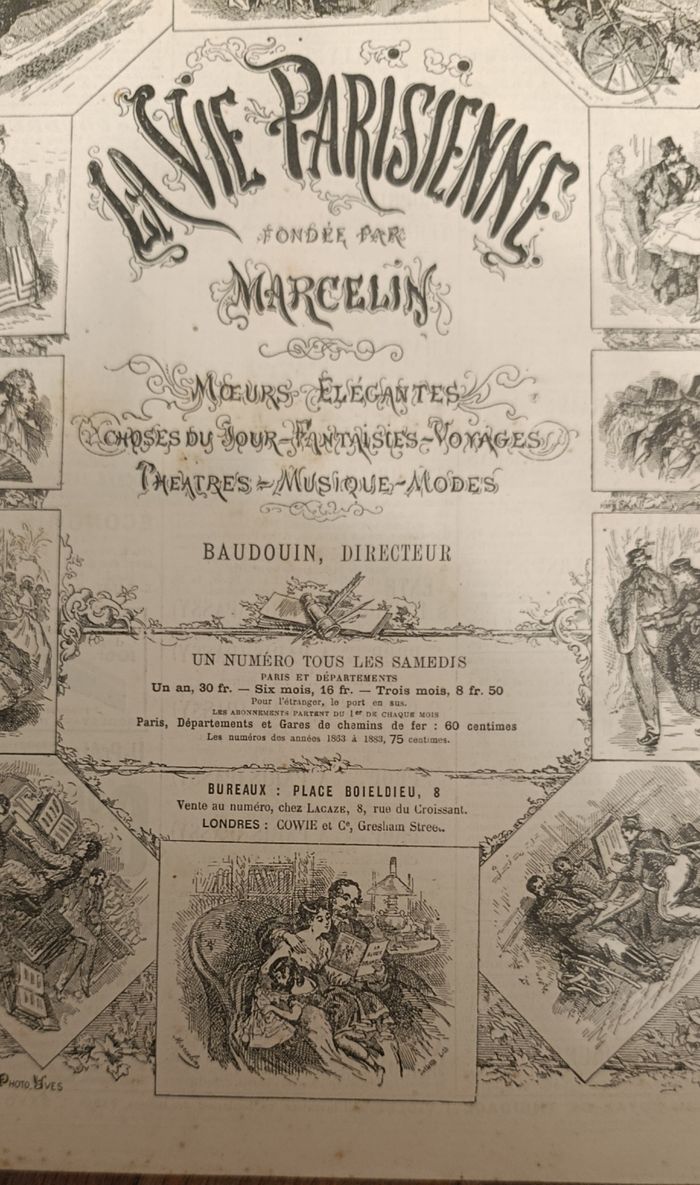 LA VIE PARISIENNE.
FONDÉE PAR
MARCELIN
MŒURS ÉLÉGANTES
CHOSES DU JOUR - FANTAISIES - VOYAGES
THÉATRES - MUSIQUE - MODES
BAUDOUIN, DIRECTEUR
UN NUMÉRO TOUS LES SAMEDIS
PARIS ET DÉPARTEMENTS
Un an, 30 fr. — Six mois, 16 fr. — Trois mois, 8 fr. 50
Pour l'étranger, le port en sus.
LES ABONNEMENTS PARTENT DU 1er DE CHAQUE MOIS
Paris, Départements et Gares de chemins de fer : 60 centimes
Les numéros des années 1863 à 1883, 75 centimes.
BUREAUX : PLACE BOIELDIEU, 8
Vente au numéro, chez LACAZE, 8, rue du Croissant.
LONDRES : COWIE et Co, Gresham Street.
Marcelin
PHOTO. YVES